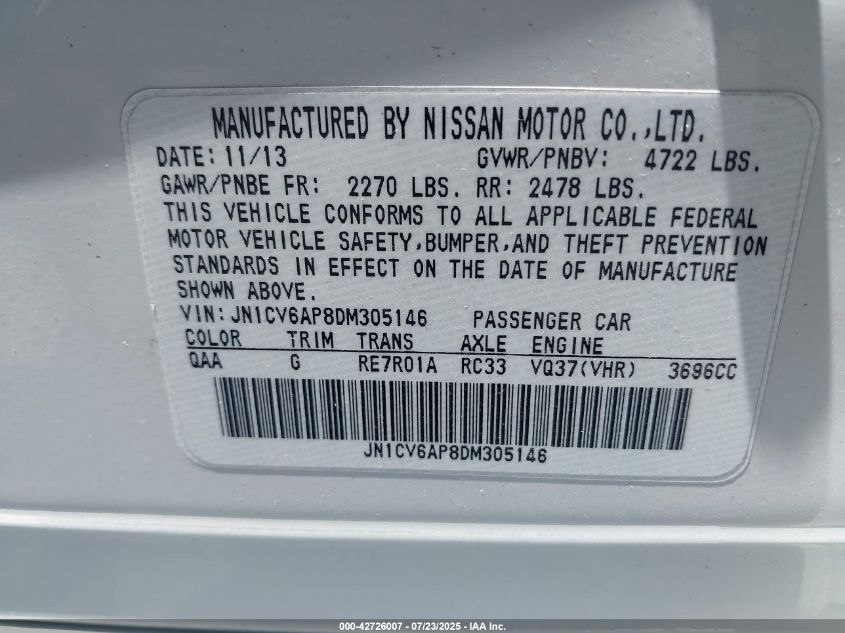 MANUFACTURED BY NISSAN MOTOR CO.,LTD.
DATE: 11/13 GVWR/PNBV: 4722 LBS.
GAWR/PNBE FR: 2270 LBS. RR: 2478 LBS.
THIS VEHICLE CONFORMS TO ALL APPLICABLE FEDERAL
MOTOR VEHICLE SAFETY,BUMPER,AND THEFT PREVENTION
STANDARDS IN EFFECT ON THE DATE OF MANUFACTURE
SHOWN ABOVE.
VIN: JN1CV6AP8DM305146 PASSENGER CAR
COLOR TRIM TRANS AXLE ENGINE
QAA G RE7R01A RC33 VQ37(VHR) 3696CC
JN1CV6AP8DM305146
000-42726007 - 07/23/2025 - IAA Inc.